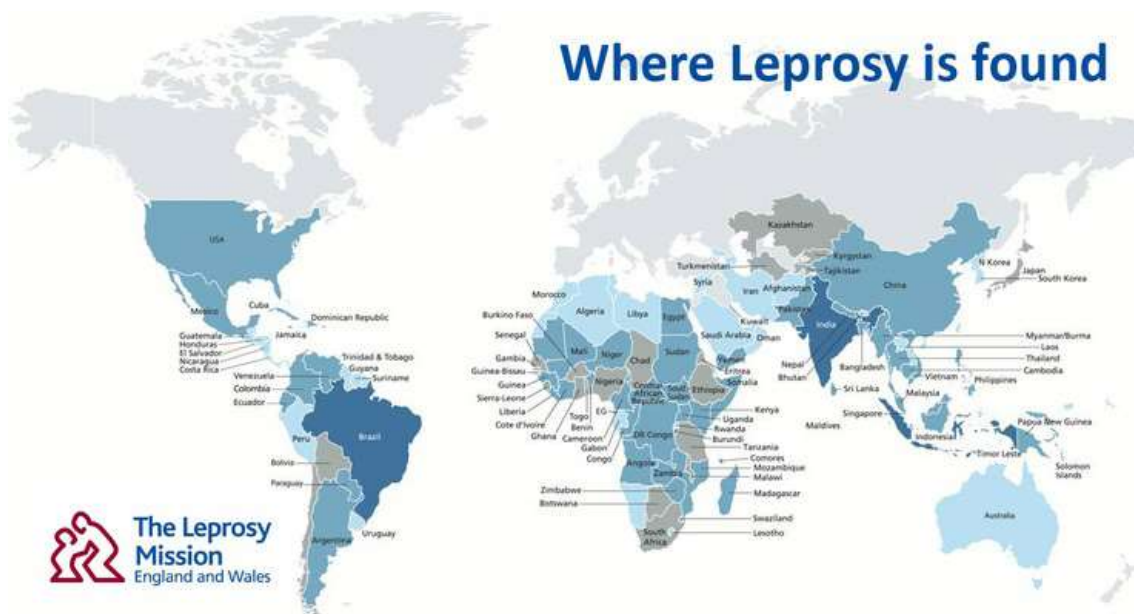 Where Leprosy is found
USA
Mexico
Cuba
Dominican Republic
Jamaica
Guatemala
Honduras
El Salvador
Nicaragua
Costa Rica
Trinidad & Tobago
Guyana
Suriname
Venezuela
Colombia
Ecuador
Peru
Brazil
Bolivia
Paraguay
Uruguay
Argentina
Morocco
Algeria
Libya
Egypt
Burkino Faso
Senegal
Gambia
Guinea-Bissau
Guinea
Sierra-Leone
Liberia
Cote d'Ivoire
Ghana
Togo
Benin
Cameroon
Gabon
Congo
EG
Mali
Niger
Chad
Sudan
Nigeria
Central
African
Republic
South
Sudan
Ethiopia
Eritrea
Somalia
Yemen
Kenya
Uganda
Rwanda
Burundi
Tanzania
DR Congo
Comores
Mozambique
Malawi
Madagascar
Angola
Zambia
Zimbabwe
Botswana
Swaziland
Lesotho
South
Africa
Kazakhstan
Kyrgystan
Tajikistan
Turkmenistan
Syria
Iran
Afghanistan
Kuwait
Saudi Arabia
Oman
Pakistan
India
Nepal
Bhutan
Bangladesh
Sri Lanka
Maldives
China
N Korea
Japan
South Korea
Myanmar/Burma
Laos
Thailand
Cambodia
Vietnam
Philippines
Malaysia
Singapore
Indonesia
Papua New Guinea
Timor Leste
Solomon
Islands
Australia
The Leprosy
Mission
England and Wales